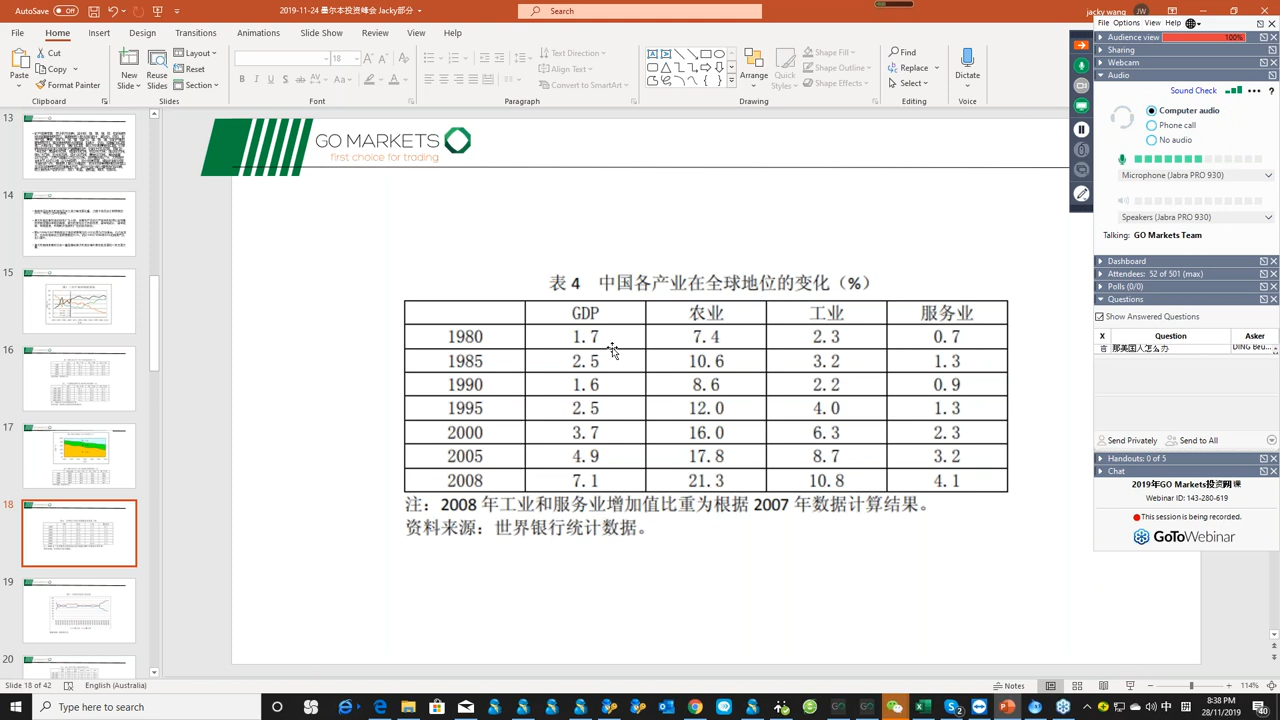 AutoSave Off 2019-11-24 墨尔本投资峰会 Jacky部分 Search jacky wang JW
File Home Insert Design Transitions Animations Slide Show Review View Help
Cut Copy Format Painter Paste Clipboard
New Slide Reuse Slides Layout Reset Section Slides
18 B I U S Aa Font
Text Direction Align Text Convert to SmartArt Paragraph
Arrange Quick Styles Shape Fill Shape Outline Shape Effects Drawing
Find Replace Select Editing
Dictate Voice
13
14
15
16
17
18
19
20
GO MARKETS
first choice for trading
表 4 中国各产业在全球地位的变化（%）
GDP 农业 工业 服务业
1980 1.7 7.4 2.3 0.7
1985 2.5 10.6 3.2 1.3
1990 1.6 8.6 2.2 0.9
1995 2.5 12.0 4.0 1.3
2000 3.7 16.0 6.3 2.3
2005 4.9 17.8 8.7 3.2
2008 7.1 21.3 10.8 4.1
注：2008 年工业和服务业增加值比重为根据 2007 年数据计算结果。
资料来源：世界银行统计数据。
File Options View Help
Audience view 100%
Sharing
Webcam
Audio
Sound Check ?
Computer audio
Phone call
No audio
Microphone (Jabra PRO 930)
Speakers (Jabra PRO 930)
Talking: GO Markets Team
Dashboard
Attendees: 52 of 501 (max)
Polls (0/0)
Questions
Show Answered Questions
X Question Asker
那美国人怎么办 DING Beu...
Send Privately Send to All
Handouts: 0 of 5
Chat
2019年GO Markets投资网课
Webinar ID: 143-280-619
This session is being recorded.
GoToWebinar
Slide 18 of 42 English (Australia) Notes 114%
Type here to search
8:38 PM
28/11/2019
中